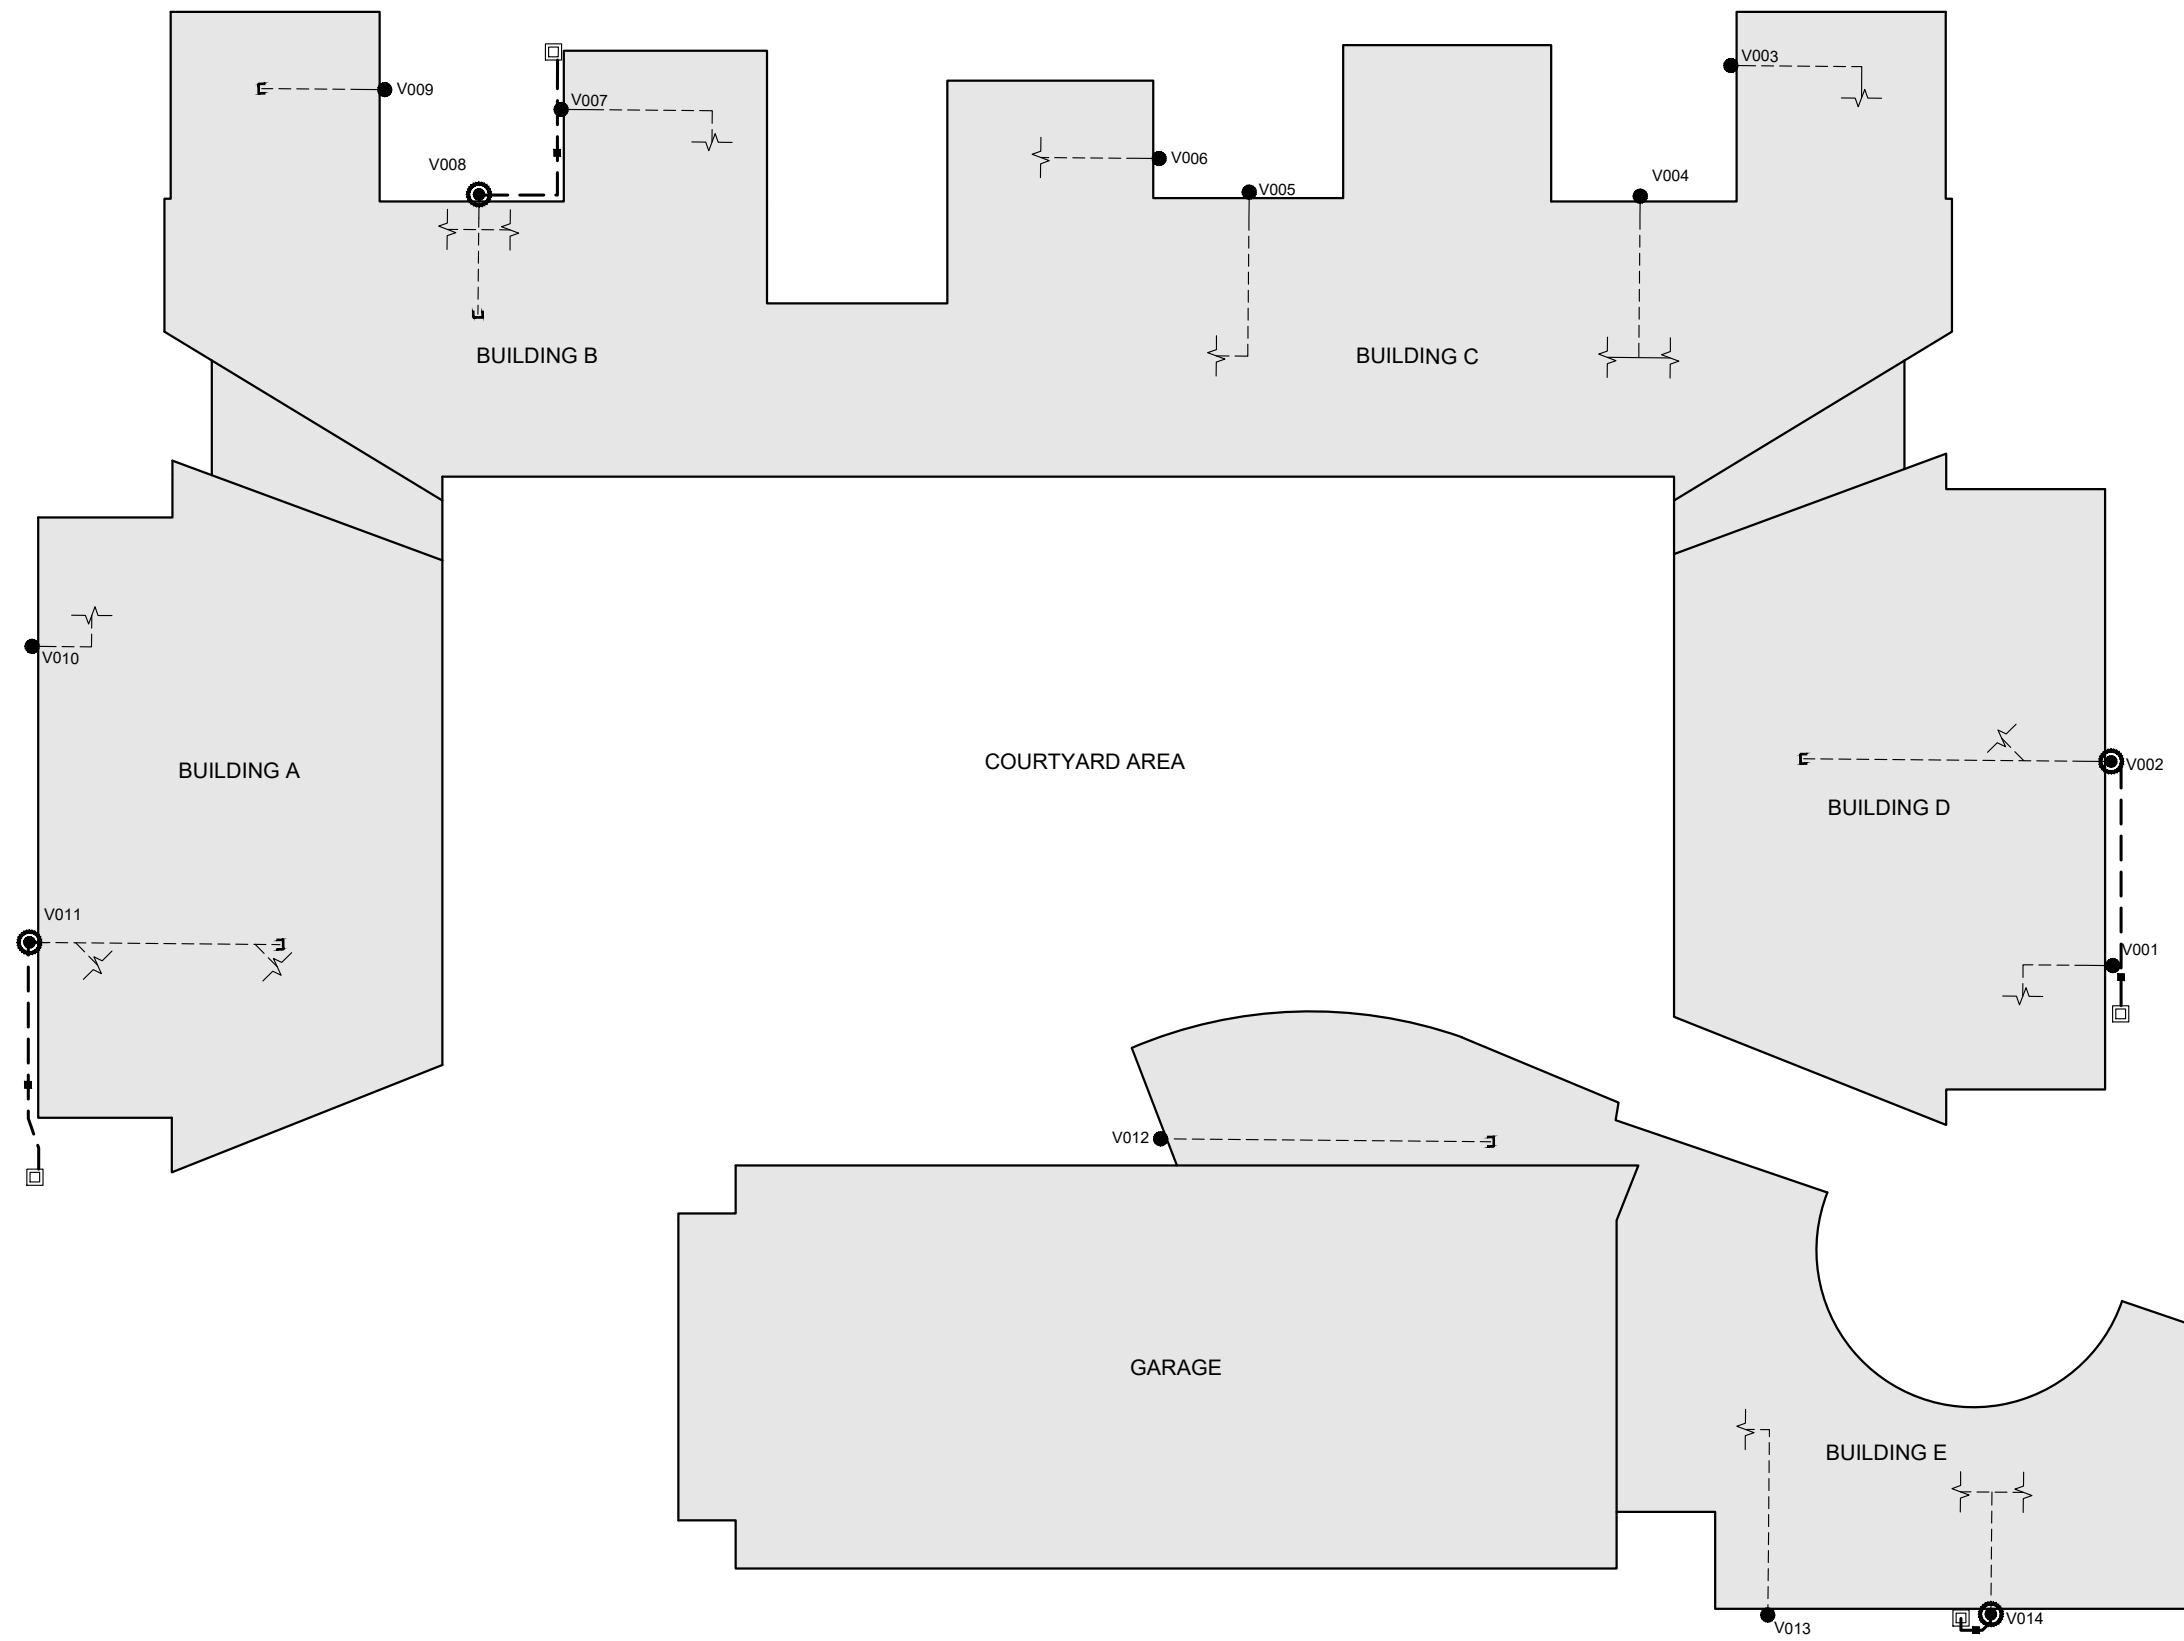 V003
V009
V007
V006
V008
V004
V005
BUILDING B
BUILDING C
V010
COURTYARD AREA
V002
BUILDING A
BUILDING D
V011
V001
V012
GARAGE
BUILDING E
V014
V013